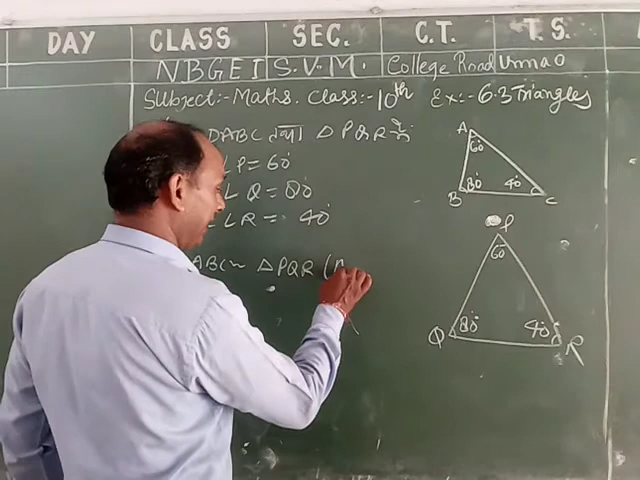 DAY CLASS SEC. C.T. T.S.
NBGEI S.V.M. College Road Unnao
Subject:- Maths. Class:- 10th Ex:- 6.3 Triangles
ABC तथा △ PQR में
∠P = 60°
∠Q = 80°
∠R = 40°
ABC ~ △ PQR (
A
60°
B 80° 40° C
P
60°
Q 80° 40° R